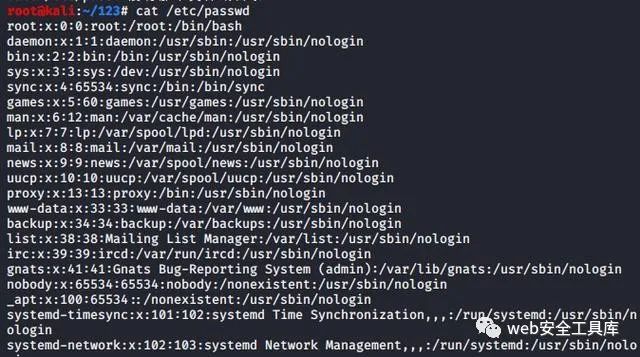 root@kali:~/123# cat /etc/passwd
root:x:0:0:root:/root:/bin/bash
daemon:x:1:1:daemon:/usr/sbin:/usr/sbin/nologin
bin:x:2:2:bin:/bin:/usr/sbin/nologin
sys:x:3:3:sys:/dev:/usr/sbin/nologin
sync:x:4:65534:sync:/bin:/bin/sync
games:x:5:60:games:/usr/games:/usr/sbin/nologin
man:x:6:12:man:/var/cache/man:/usr/sbin/nologin
lp:x:7:7:lp:/var/spool/lpd:/usr/sbin/nologin
mail:x:8:8:mail:/var/mail:/usr/sbin/nologin
news:x:9:9:news:/var/spool/news:/usr/sbin/nologin
uucp:x:10:10:uucp:/var/spool/uucp:/usr/sbin/nologin
proxy:x:13:13:proxy:/bin:/usr/sbin/nologin
www-data:x:33:33:www-data:/var/www:/usr/sbin/nologin
backup:x:34:34:backup:/var/backups:/usr/sbin/nologin
list:x:38:38:Mailing List Manager:/var/list:/usr/sbin/nologin
irc:x:39:39:ircd:/var/run/ircd:/usr/sbin/nologin
gnats:x:41:41:Gnats Bug-Reporting System (admin):/var/lib/gnats:/usr/sbin/nologin
nobody:x:65534:65534:nobody:/nonexistent:/usr/sbin/nologin
_apt:x:100:65534::/nonexistent:/usr/sbin/nologin
systemd-timesync:x:101:102:systemd Time Synchronization,,,:/run/systemd:/usr/sbin/n
ologin
systemd-network:x:102:103:systemd Network Management,,,:/run/systemd:/usr/sbin/nolo
web安全工具库